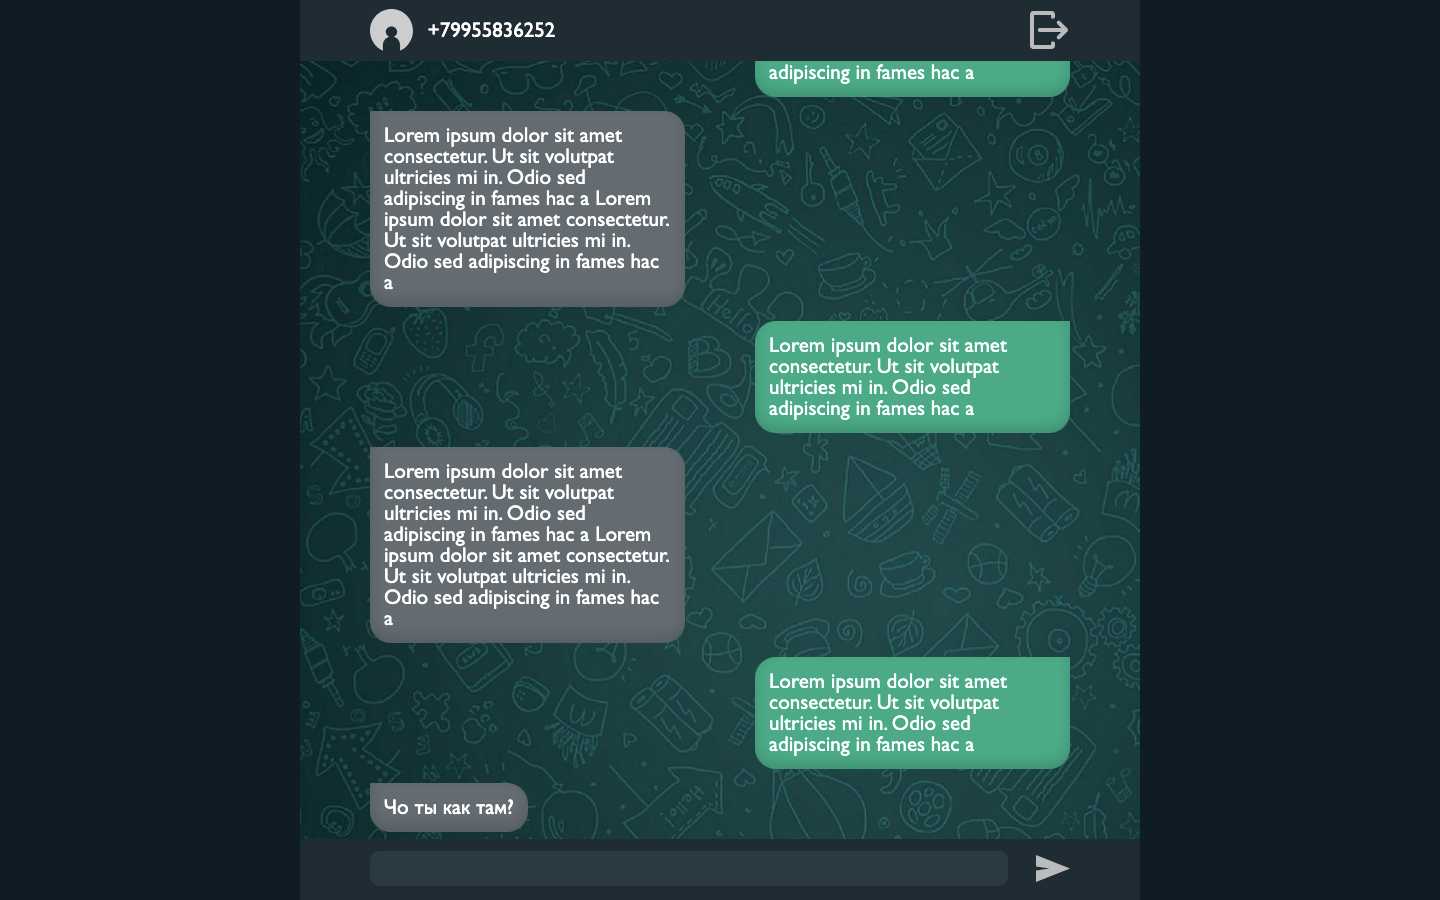 +79955836252
adipiscing in fames hac a
Lorem ipsum dolor sit amet
consectetur. Ut sit volutpat
ultricies mi in. Odio sed
adipiscing in fames hac a Lorem
ipsum dolor sit amet consectetur.
Ut sit volutpat ultricies mi in.
Odio sed adipiscing in fames hac
a
Lorem ipsum dolor sit amet
consectetur. Ut sit volutpat
ultricies mi in. Odio sed
adipiscing in fames hac a
Lorem ipsum dolor sit amet
consectetur. Ut sit volutpat
ultricies mi in. Odio sed
adipiscing in fames hac a Lorem
ipsum dolor sit amet consectetur.
Ut sit volutpat ultricies mi in.
Odio sed adipiscing in fames hac
a
Lorem ipsum dolor sit amet
consectetur. Ut sit volutpat
ultricies mi in. Odio sed
adipiscing in fames hac a
Чо ты как там?